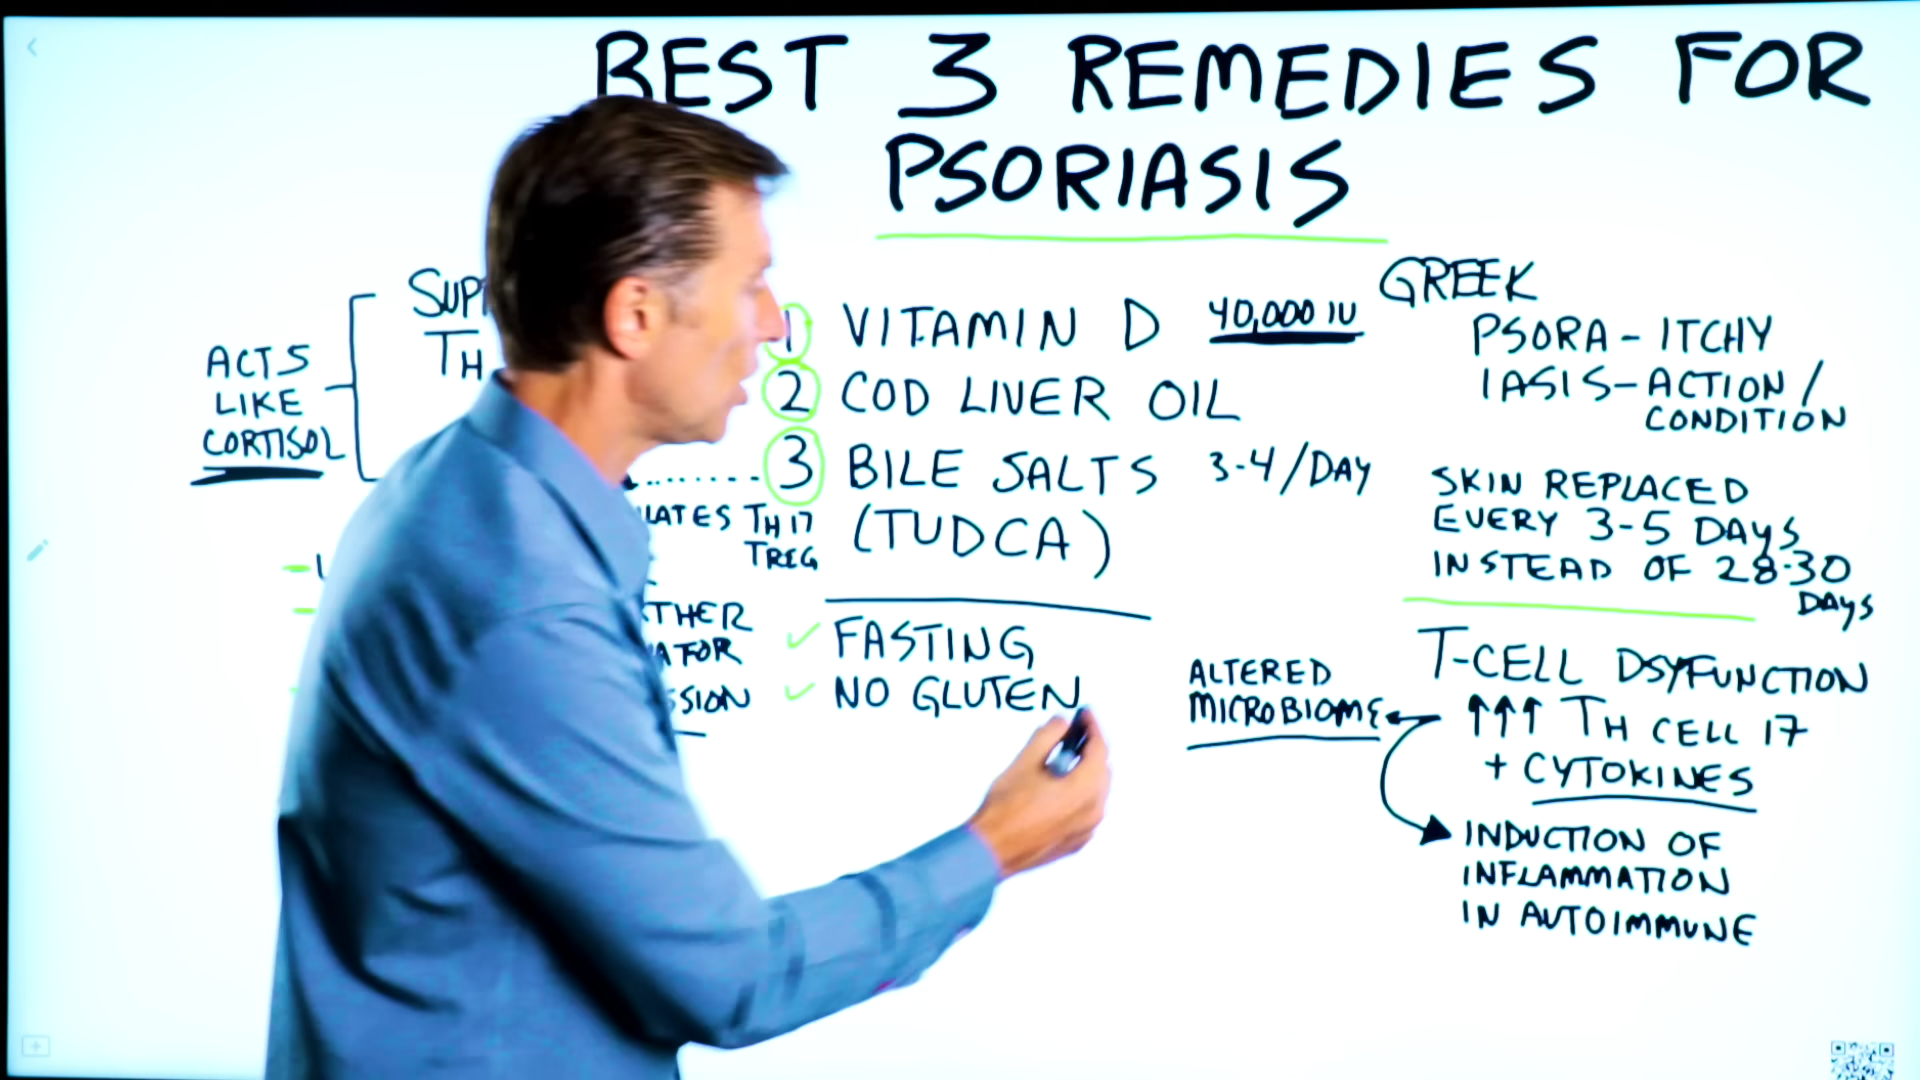 BEST 3 REMEDIES FOR
PSORIASIS
ACTS
LIKE
CORTISOL
TH
1 VITAMIN D 40,000 IU
2 COD LIVER OIL
3 BILE SALTS 3-4/DAY
(TUDCA)
TH17
TREG
✓ FASTING
✓ NO GLUTEN
GREEK
PSORA - ITCHY
IASIS - ACTION /
CONDITION
SKIN REPLACED
EVERY 3-5 DAYS
INSTEAD OF 28-30
DAYS
T-CELL DSYFUNCTION
↑↑↑ TH CELL 17
+ CYTOKINES
ALTERED
MICROBIOME
INDUCTION OF
INFLAMMATION
IN AUTOIMMUNE